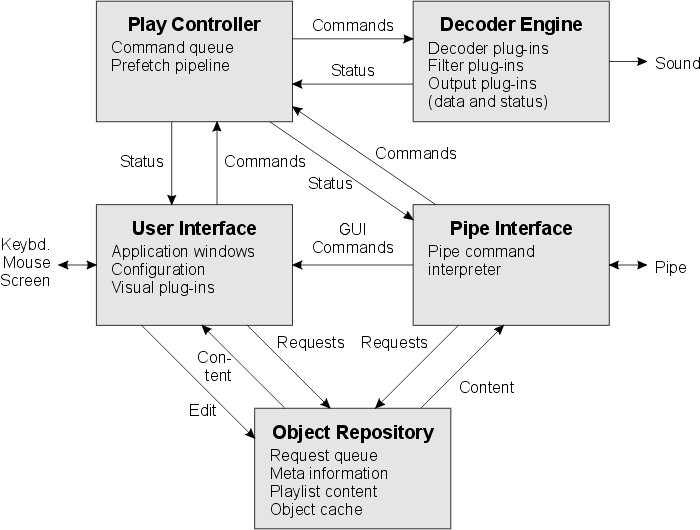 Play Controller
Command queue
Prefetch pipeline
Commands
Status
Decoder Engine
Decoder plug-ins
Filter plug-ins
Output plug-ins
(data and status)
Sound
Status
Commands
Status
Commands
Keybd.
Mouse
Screen
User Interface
Application windows
Configuration
Visual plug-ins
GUI
Commands
Pipe Interface
Pipe command
interpreter
Pipe
Requests
Requests
Con-
tent
Edit
Content
Object Repository
Request queue
Meta information
Playlist content
Object cache